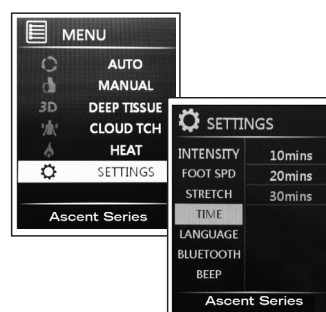 MENU
AUTO
MANUAL
3D DEEP TISSUE
CLOUD TCH
HEAT
SETTINGS
Ascent Series
SETTINGS
INTENSITY 10mins
FOOT SPD 20mins
STRETCH 30mins
TIME
LANGUAGE
BLUETOOTH
BEEP
Ascent Series